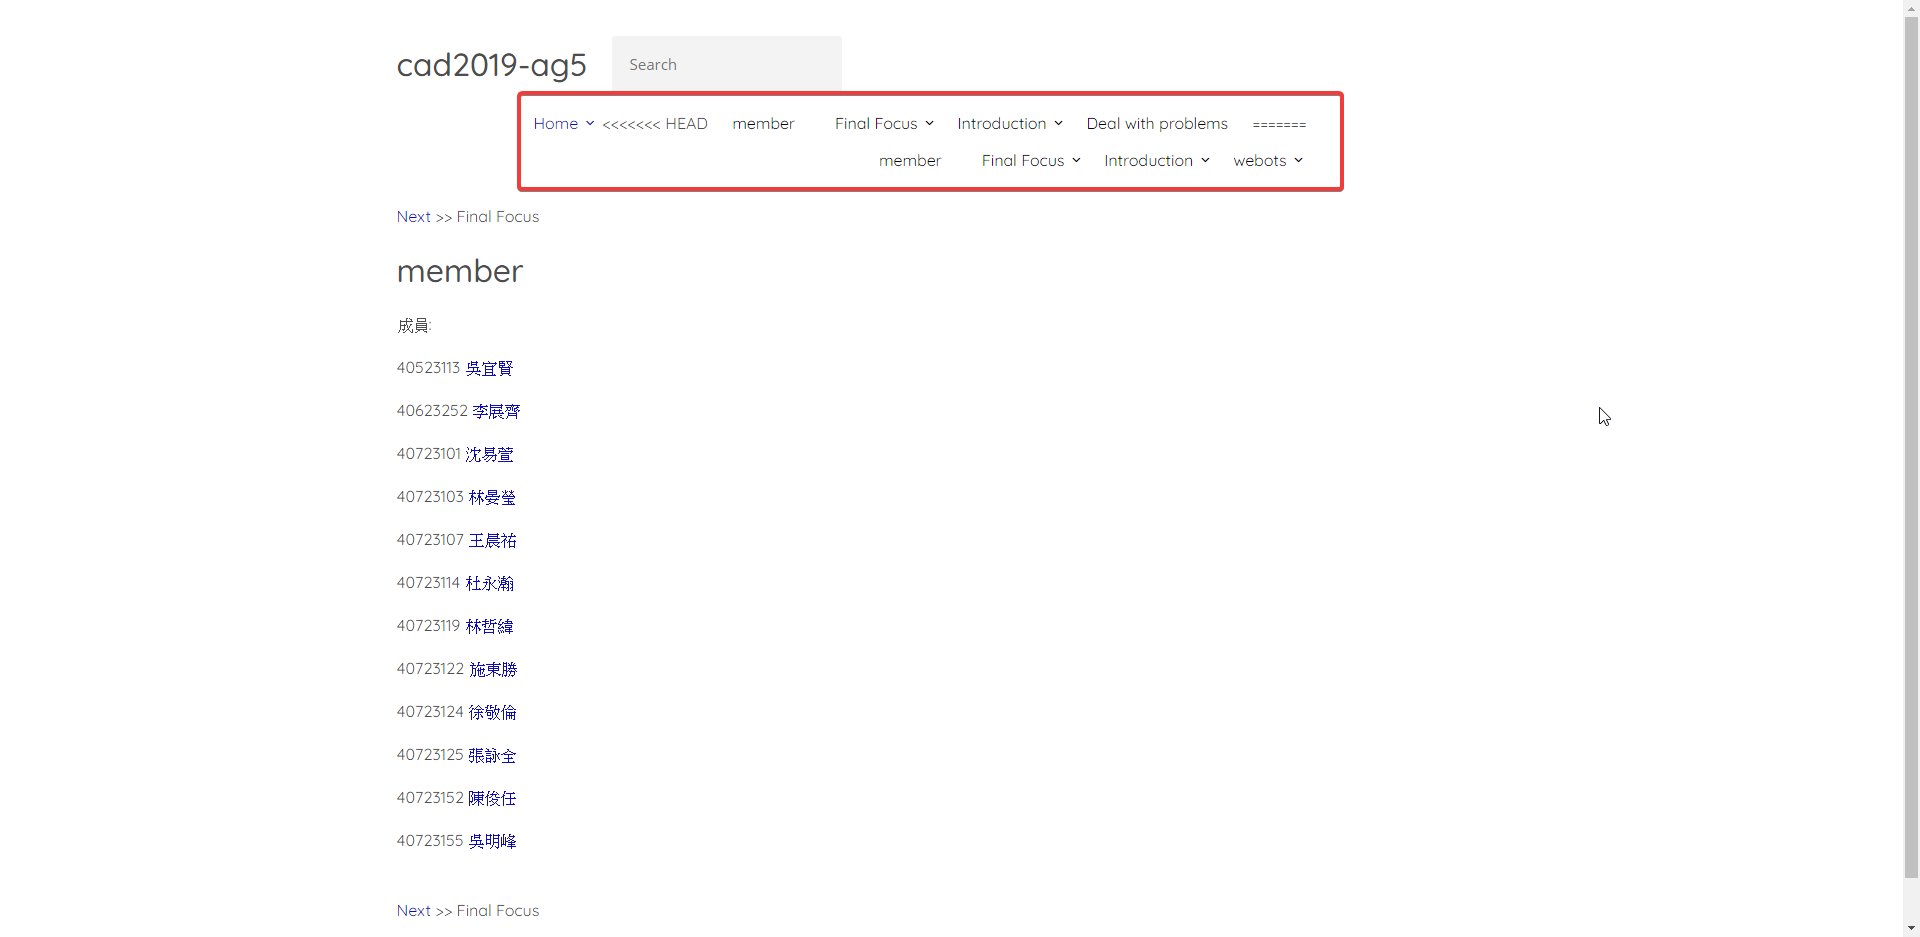 cad2019-ag5
Search
Home <<<<<<< HEAD member Final Focus Introduction Deal with problems =======
member Final Focus Introduction webots
Next >> Final Focus
member
成員:
40523113 吳宜賢
40623252 李展齊
40723101 沈易萱
40723103 林晏瑩
40723107 王晨祐
40723114 杜永瀚
40723119 林哲緯
40723122 施東勝
40723124 徐敬倫
40723125 張詠全
40723152 陳俊任
40723155 吳明峰
Next >> Final Focus